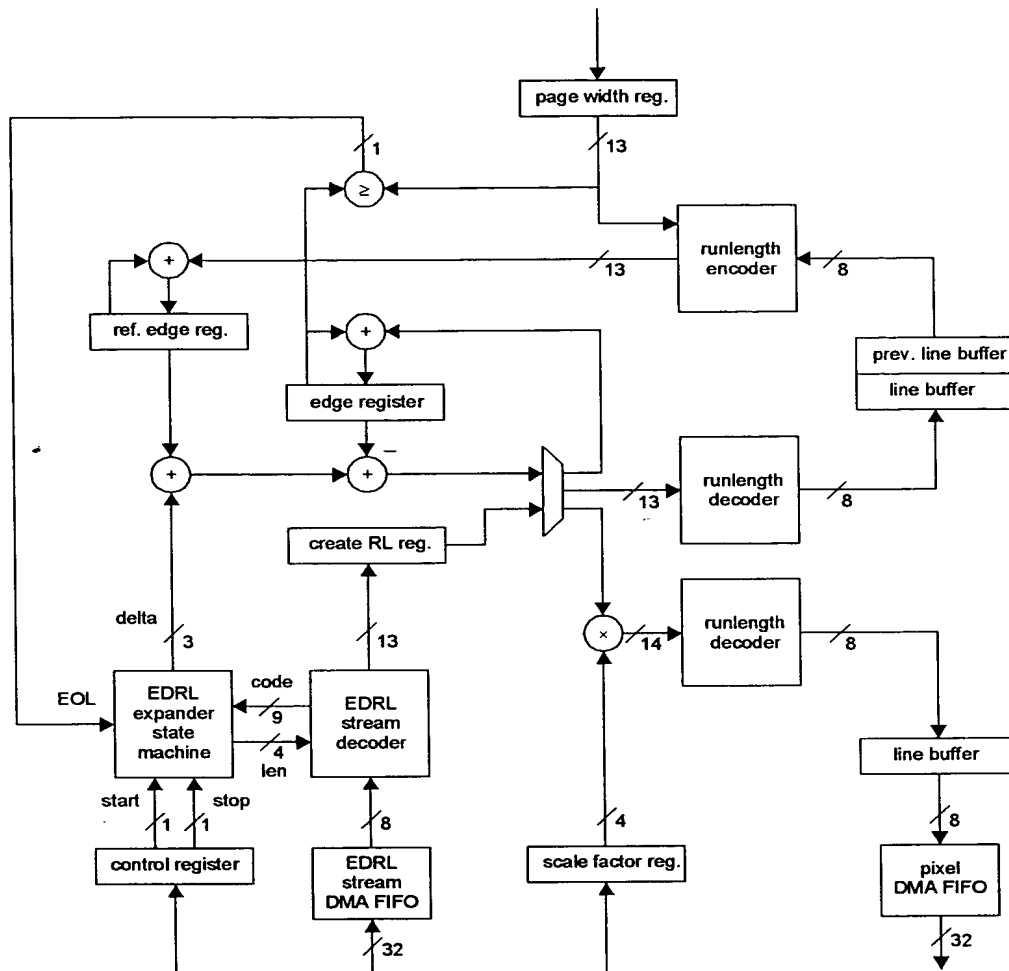 page width reg.
13
1
≥
+
13
runlength
encoder
8
ref. edge reg.
+
prev. line buffer
line buffer
edge register
−
+
+
13
runlength
decoder
8
create RL reg.
delta
3
13
×
14
runlength
decoder
8
EOL
EDRL
expander
state
machine
code
9
4
len
EDRL
stream
decoder
line buffer
start
stop
1
1
8
4
8
control register
EDRL
stream
DMA FIFO
scale factor reg.
pixel
DMA FIFO
32
32